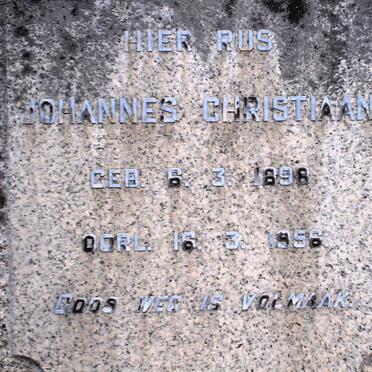 HIER RUS
JOHANNES CHRISTIAAN
GEB. 6. 3. 1898
OORL. 16. 3. 1956
GODS WEG IS VOLMAAK.